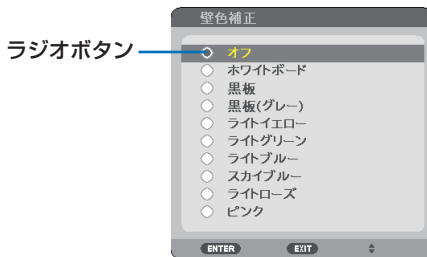 壁色補正
ラジオボタン
オフ
ホワイトボード
黒板
黒板(グレー)
ライトイエロー
ライトグリーン
ライトブルー
スカイブルー
ライトローズ
ピンク
ENTER EXIT